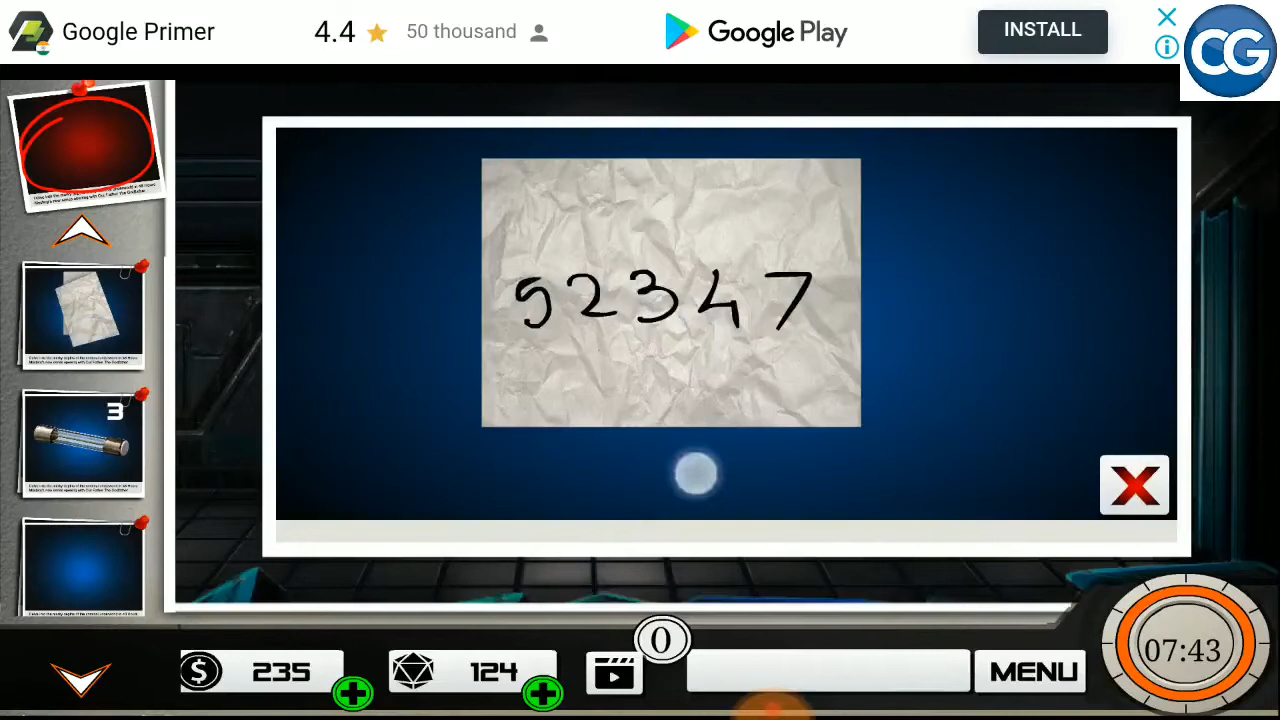 Google Primer
4.4
50 thousand
Google Play
INSTALL
CG
52347
3
0
$ 235
124
MENU
07:43